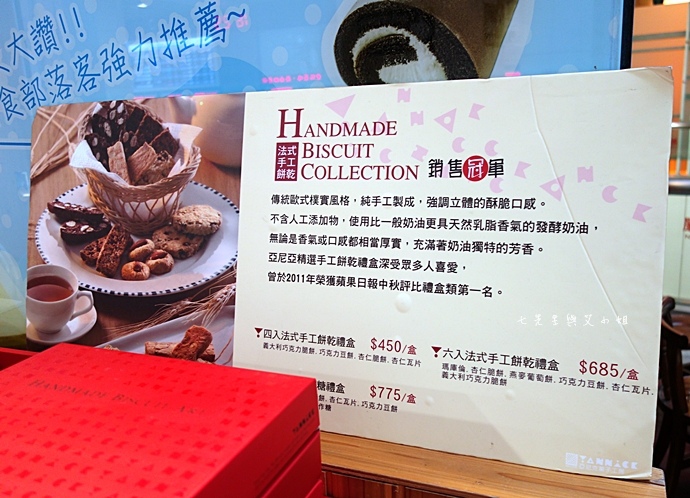 大讚!!
食部落客強力推薦~
HANDMADE
BISCUIT
COLLECTION
法式
手工
餅乾
銷售冠軍
傳統歐式樸實風格，純手工製成，強調立體的酥脆口感。
不含人工添加物，使用比一般奶油更具天然乳脂香氣的發酵奶油，
無論是香氣或口感都相當厚實，充滿著奶油獨特的芳香。
亞尼亞精選手工餅乾禮盒深受眾多人喜愛，
曾於2011年榮獲蘋果日報中秋評比禮盒類第一名。
四入法式手工餅乾禮盒 $450/盒
義大利巧克力脆餅, 巧克力豆餅, 杏仁脆餅, 杏仁瓦片
六入法式手工餅乾禮盒 $685/盒
瑪庫倫, 杏仁脆餅, 燕麥葡萄餅, 巧克力豆餅, 杏仁瓦片,
義大利巧克力脆餅
糖禮盒 $775/盒
餅, 杏仁瓦片, 巧克力豆餅
作糖
YANNICK
HANDMADE BISCUIT